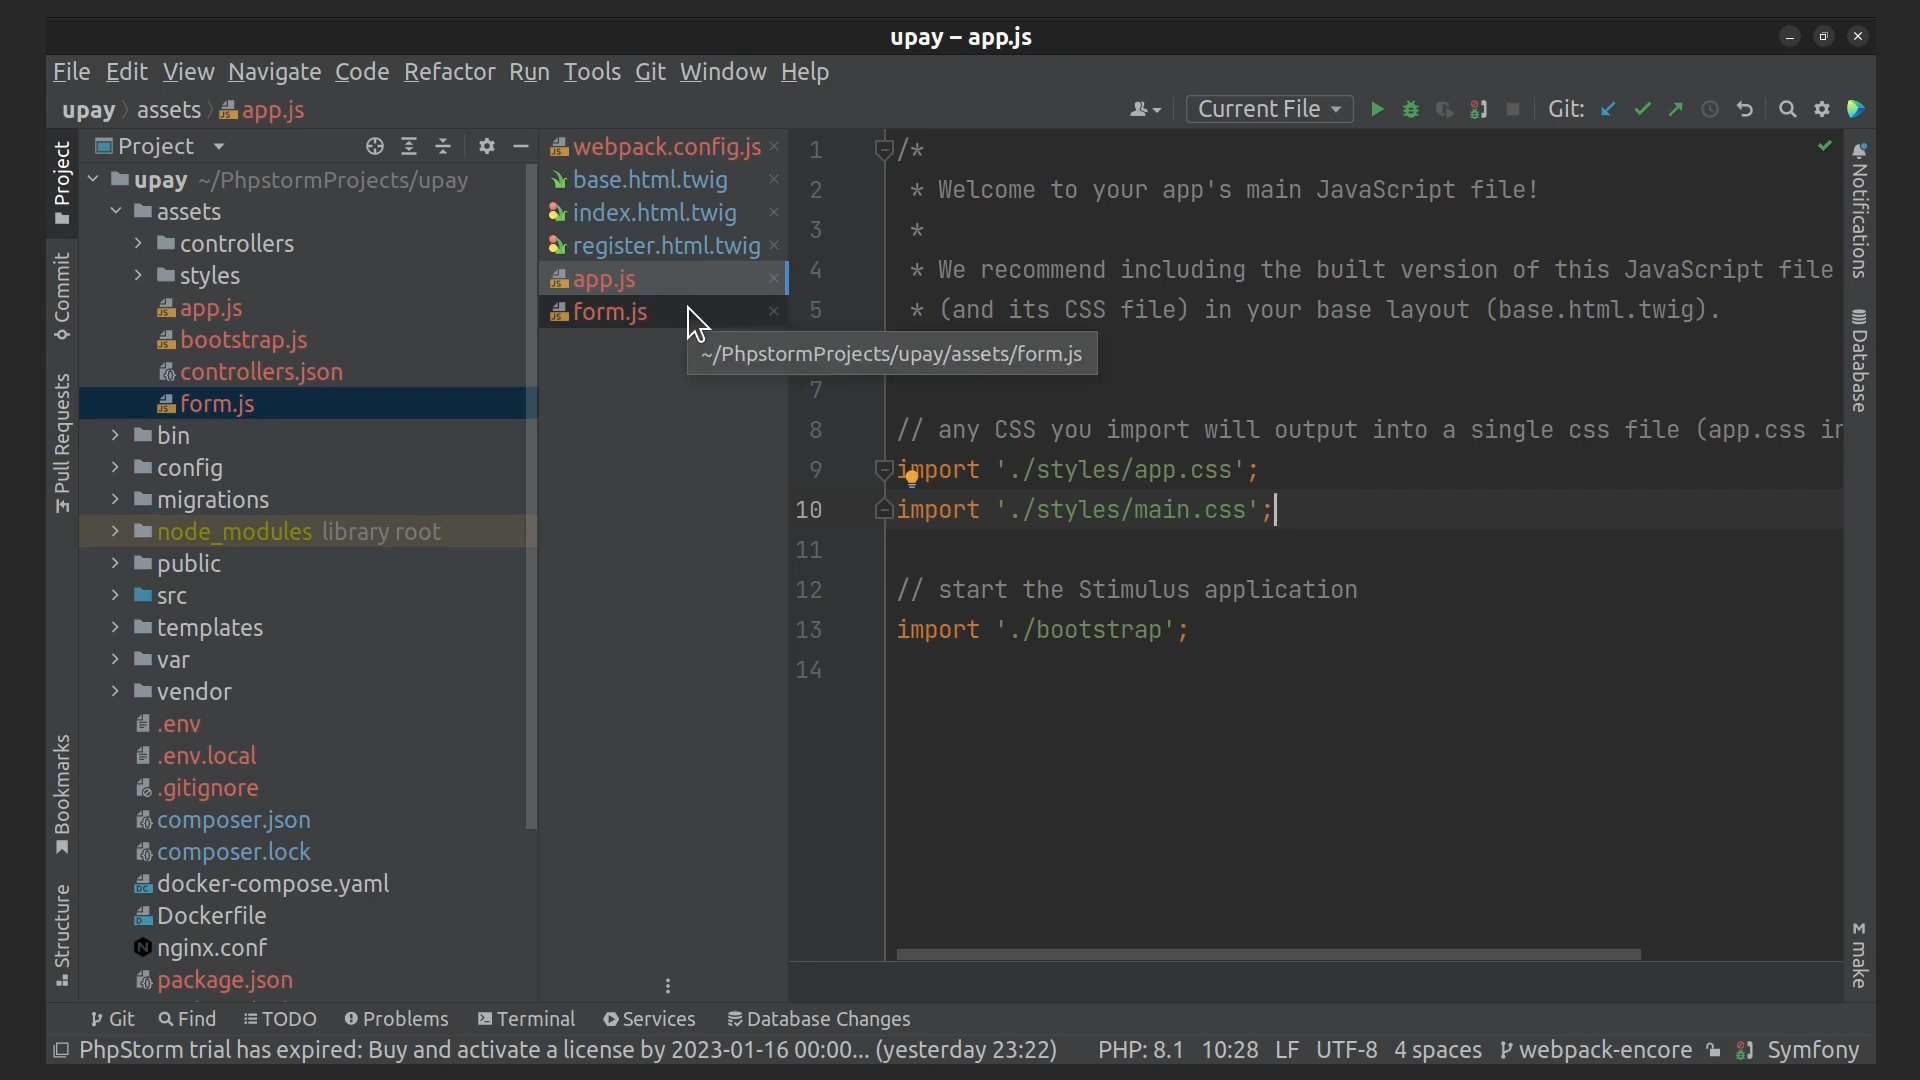 upay – app.js
File Edit View Navigate Code Refactor Run Tools Git Window Help
upay assets app.js
Current File
Git:
Project
Commit
Pull Requests
Bookmarks
Structure
Project
upay ~/PhpstormProjects/upay
assets
controllers
styles
app.js
bootstrap.js
controllers.json
form.js
bin
config
migrations
node_modules library root
public
src
templates
var
vendor
.env
.env.local
.gitignore
composer.json
composer.lock
docker-compose.yaml
Dockerfile
nginx.conf
package.json
webpack.config.js
base.html.twig
index.html.twig
register.html.twig
app.js
form.js
~/PhpstormProjects/upay/assets/form.js
1 /*
2 * Welcome to your app's main JavaScript file!
3 *
4 * We recommend including the built version of this JavaScript file
5 * (and its CSS file) in your base layout (base.html.twig).
7
8 // any CSS you import will output into a single css file (app.css in
9 import './styles/app.css';
10 import './styles/main.css';
11
12 // start the Stimulus application
13 import './bootstrap';
14
Notifications
Database
make
Git Find TODO Problems Terminal Services Database Changes
PhpStorm trial has expired: Buy and activate a license by 2023-01-16 00:00... (yesterday 23:22) PHP: 8.1 10:28 LF UTF-8 4 spaces webpack-encore Symfony